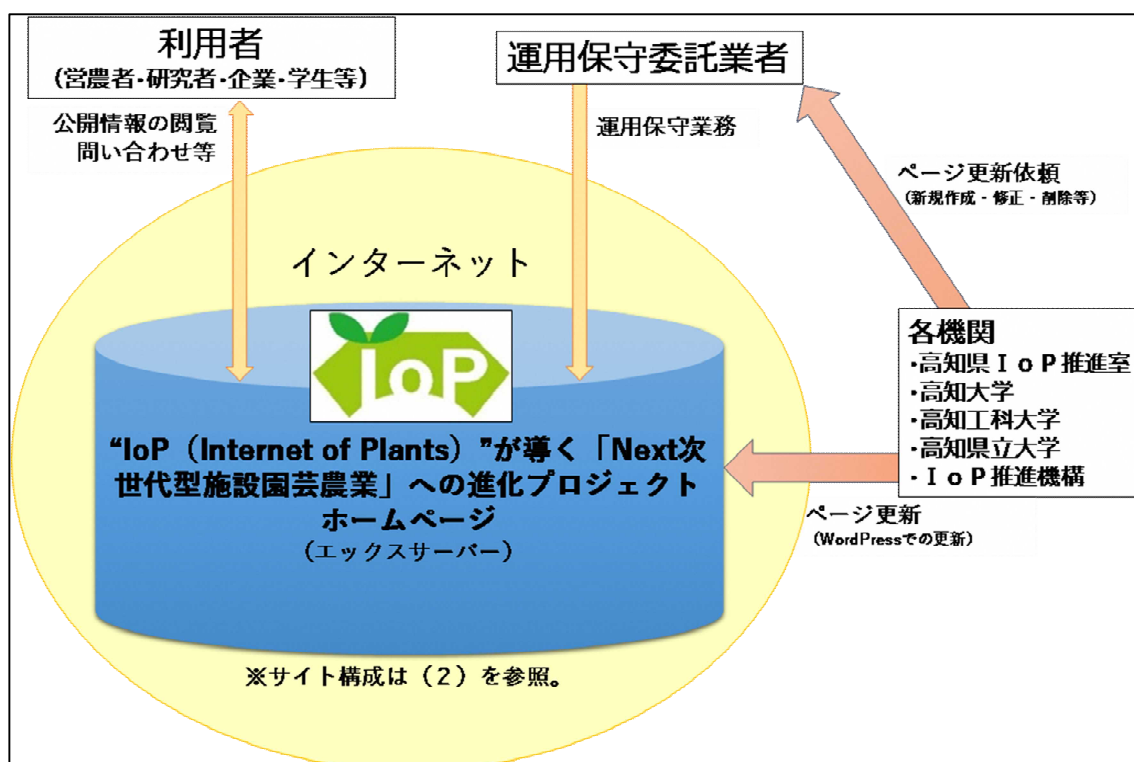 利用者
（営農者・研究者・企業・学生等）
運用保守委託業者
公開情報の閲覧
問い合わせ等
運用保守業務
ページ更新依頼
（新規作成・修正・削除等）
インターネット
IoP
“IoP（Internet of Plants）”が導く「Next次
世代型施設園芸農業」への進化プロジェクト
ホームページ
（エックスサーバー）
各機関
・高知県ＩｏＰ推進室
・高知大学
・高知工科大学
・高知県立大学
・ＩｏＰ推進機構
ページ更新
（WordPressでの更新）
※サイト構成は（２）を参照。